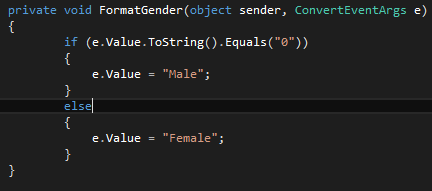 private void FormatGender(object sender, ConvertEventArgs e)
{
if (e.Value.ToString().Equals("0"))
{
e.Value = "Male";
}
else
{
e.Value = "Female";
}
}